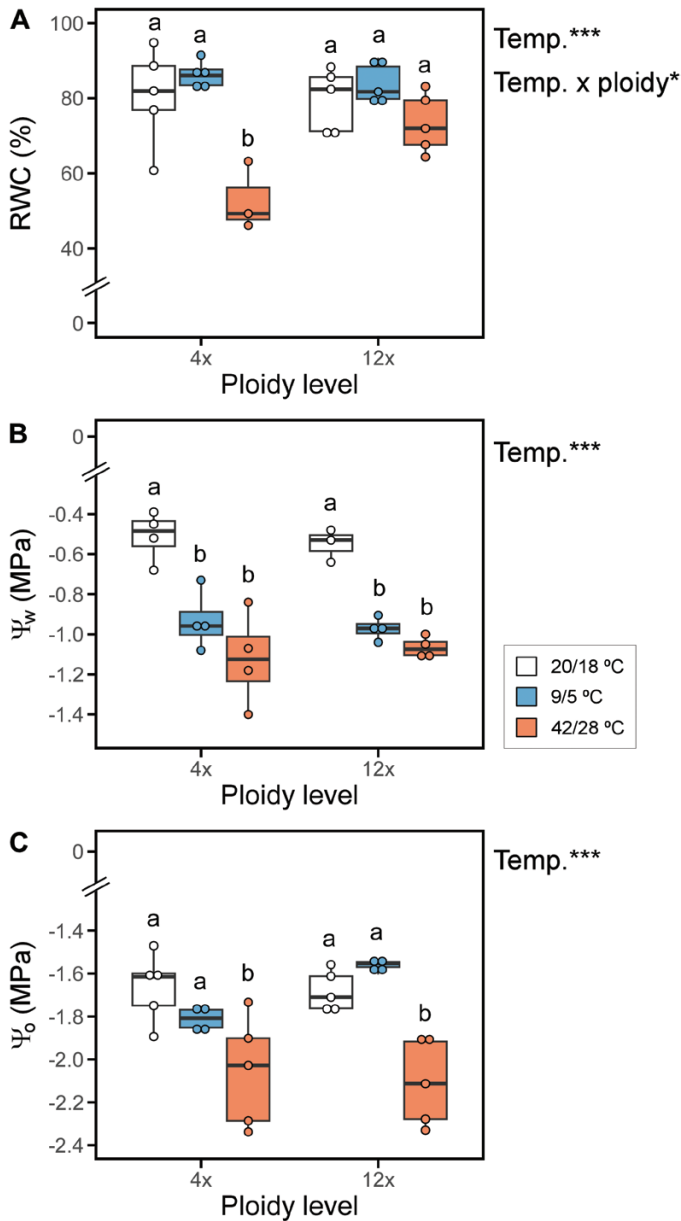 A
100
80
60
40
0
RWC (%)
a
a
b
a
a
a
Temp.***
Temp. x ploidy*
4x
12x
Ploidy level
B
0
-0.4
-0.6
-0.8
-1.0
-1.2
-1.4
Ψw (MPa)
a
b
b
a
b
b
Temp.***
20/18 ºC
9/5 ºC
42/28 ºC
4x
12x
Ploidy level
C
0
-1.4
-1.6
-1.8
-2.0
-2.2
-2.4
Ψo (MPa)
a
a
b
a
a
b
Temp.***
4x
12x
Ploidy level